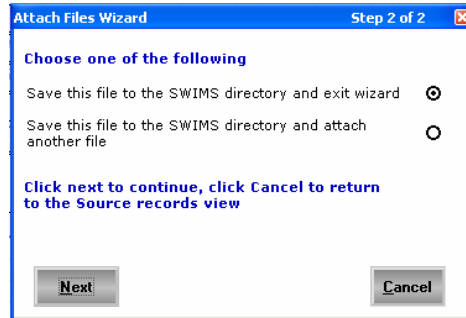 Attach Files Wizard Step 2 of 2
Choose one of the following
Save this file to the SWIMS directory and exit wizard
Save this file to the SWIMS directory and attach
another file
Click next to continue, click Cancel to return
to the Source records view
Next Cancel